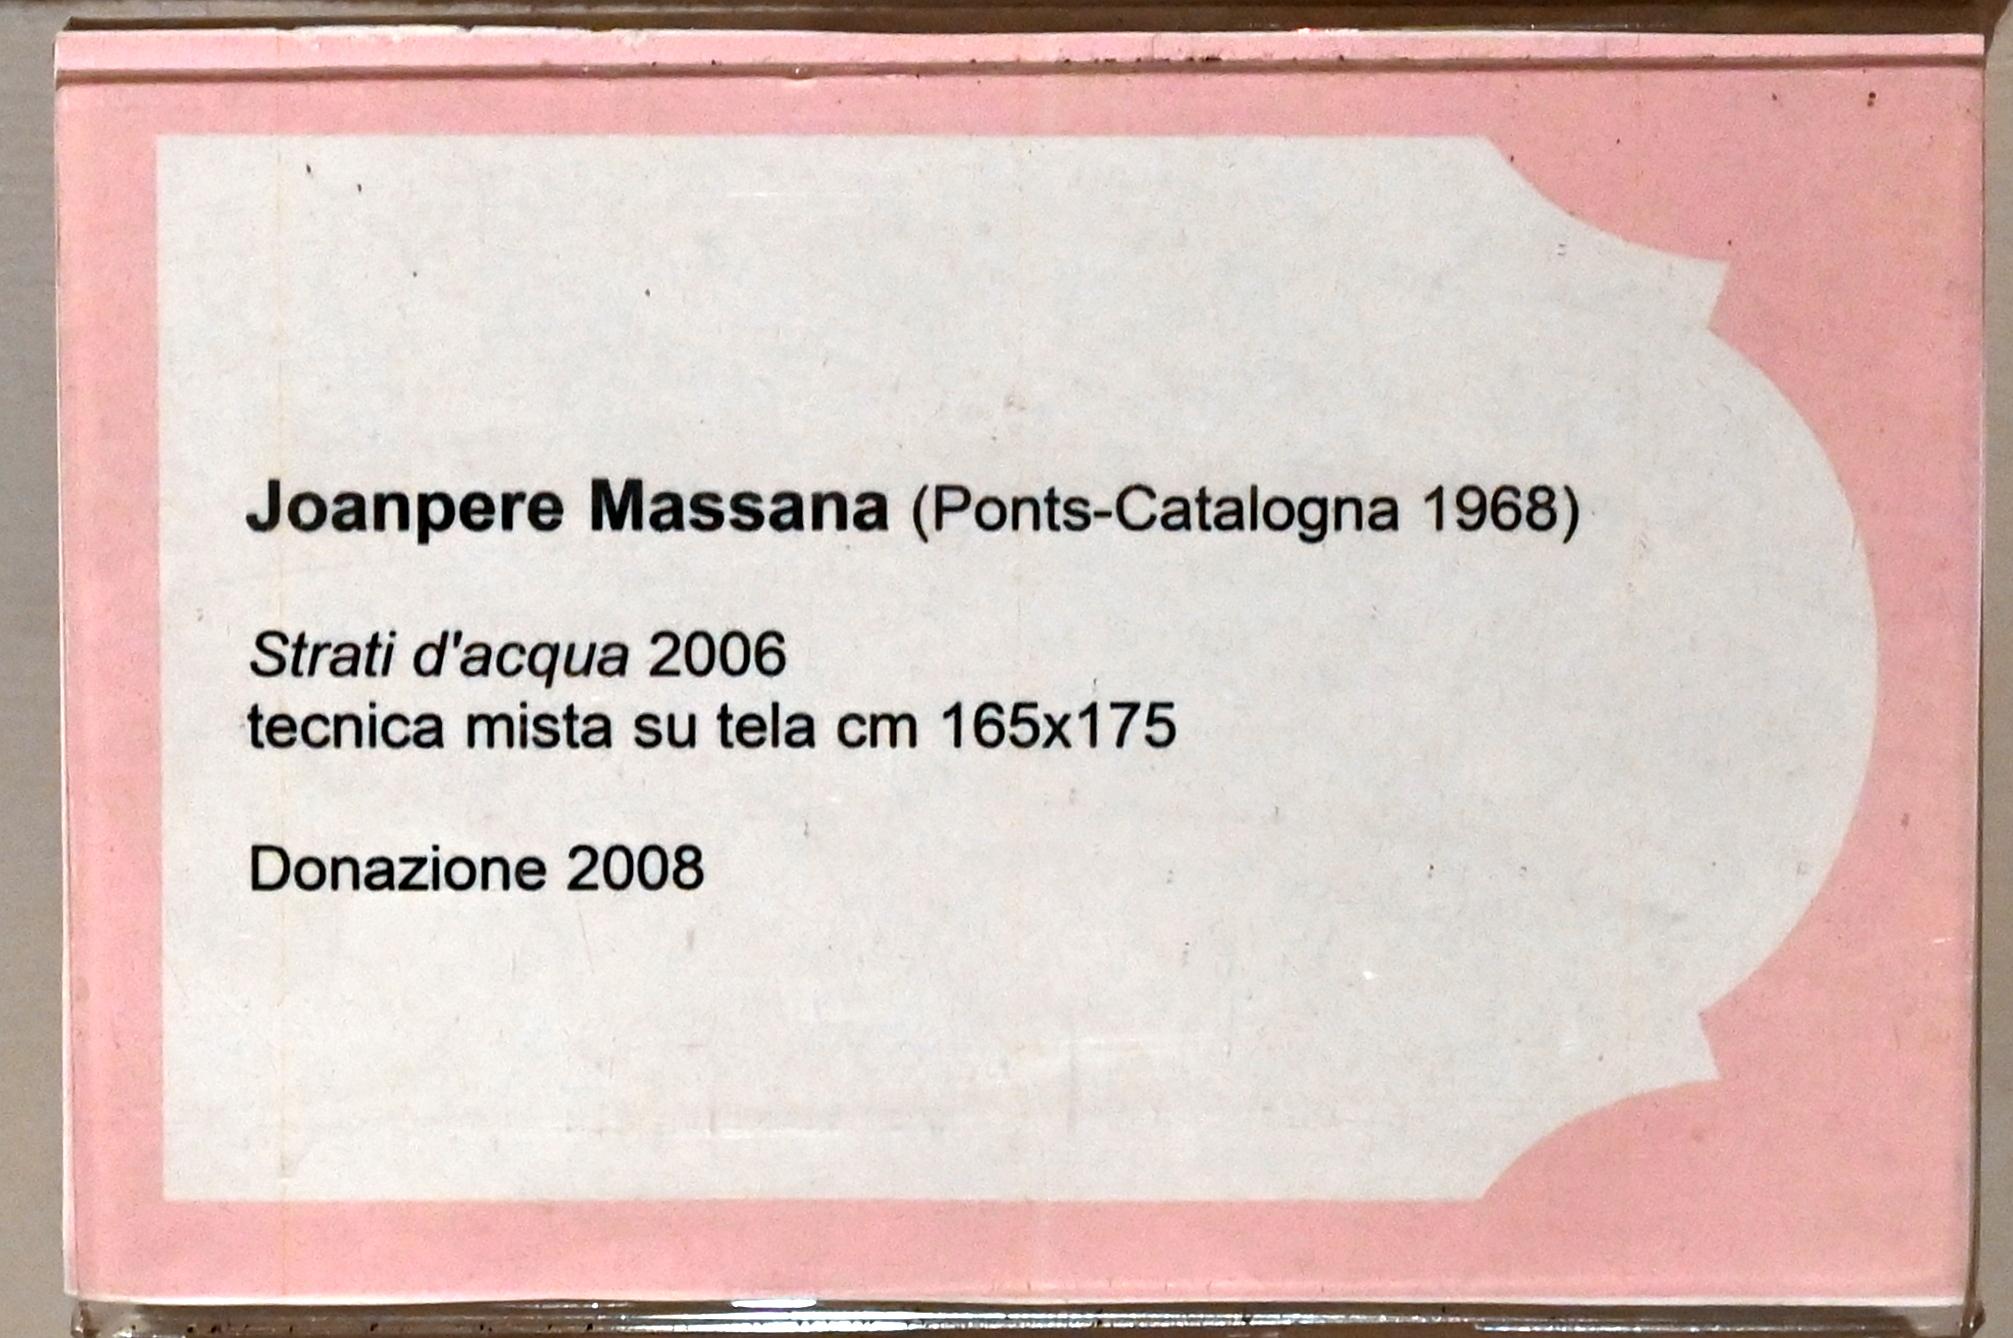 Joanpere Massana (Ponts-Catalogna 1968)
Strati d'acqua 2006
tecnica mista su tela cm 165x175
Donazione 2008